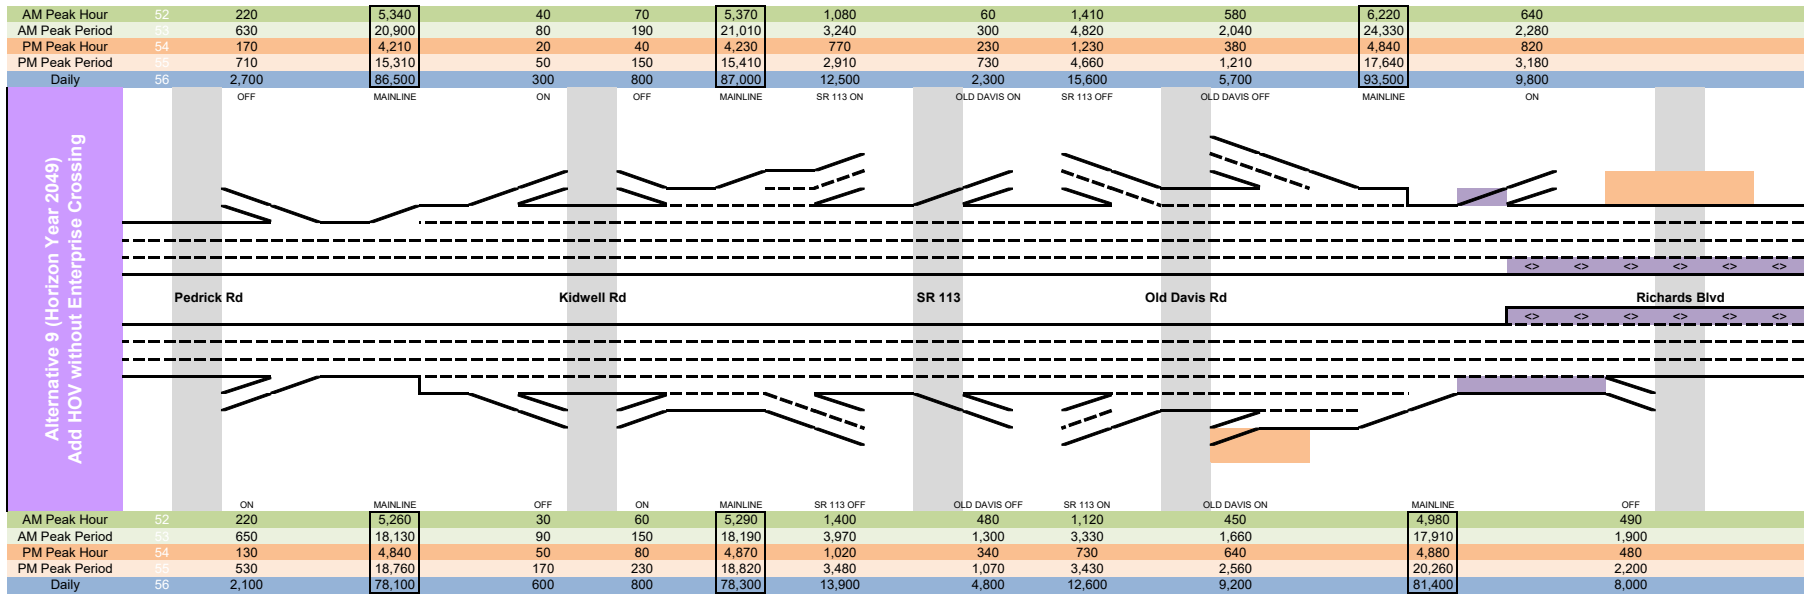 AM Peak Hour 52 220 5,340 40 70 5,370 1,080 60 1,410 580 6,220 640
AM Peak Period 53 630 20,900 80 190 21,010 3,240 300 4,820 2,040 24,330 2,280
PM Peak Hour 54 170 4,210 20 40 4,230 770 230 1,230 380 4,840 820
PM Peak Period 55 710 15,310 50 150 15,410 2,910 730 4,660 1,210 17,640 3,180
Daily 56 2,700 86,500 300 800 87,000 12,500 2,300 15,600 5,700 93,500 9,800
OFF MAINLINE ON OFF MAINLINE SR 113 ON OLD DAVIS ON SR 113 OFF OLD DAVIS OFF MAINLINE ON
Alternative 9 (Horizon Year 2049)
Add HOV without Enterprise Crossing
<> <> <> <> <> <>
Pedrick Rd Kidwell Rd SR 113 Old Davis Rd Richards Blvd
<> <> <> <> <> <>
ON MAINLINE OFF ON MAINLINE SR 113 OFF OLD DAVIS OFF SR 113 ON OLD DAVIS ON MAINLINE OFF
AM Peak Hour 52 220 5,260 30 60 5,290 1,400 480 1,120 450 4,980 490
AM Peak Period 53 650 18,130 90 150 18,190 3,970 1,300 3,330 1,660 17,910 1,900
PM Peak Hour 54 130 4,840 50 80 4,870 1,020 340 730 640 4,880 480
PM Peak Period 55 530 18,760 170 230 18,820 3,480 1,070 3,430 2,560 20,260 2,200
Daily 56 2,100 78,100 600 800 78,300 13,900 4,800 12,600 9,200 81,400 8,000